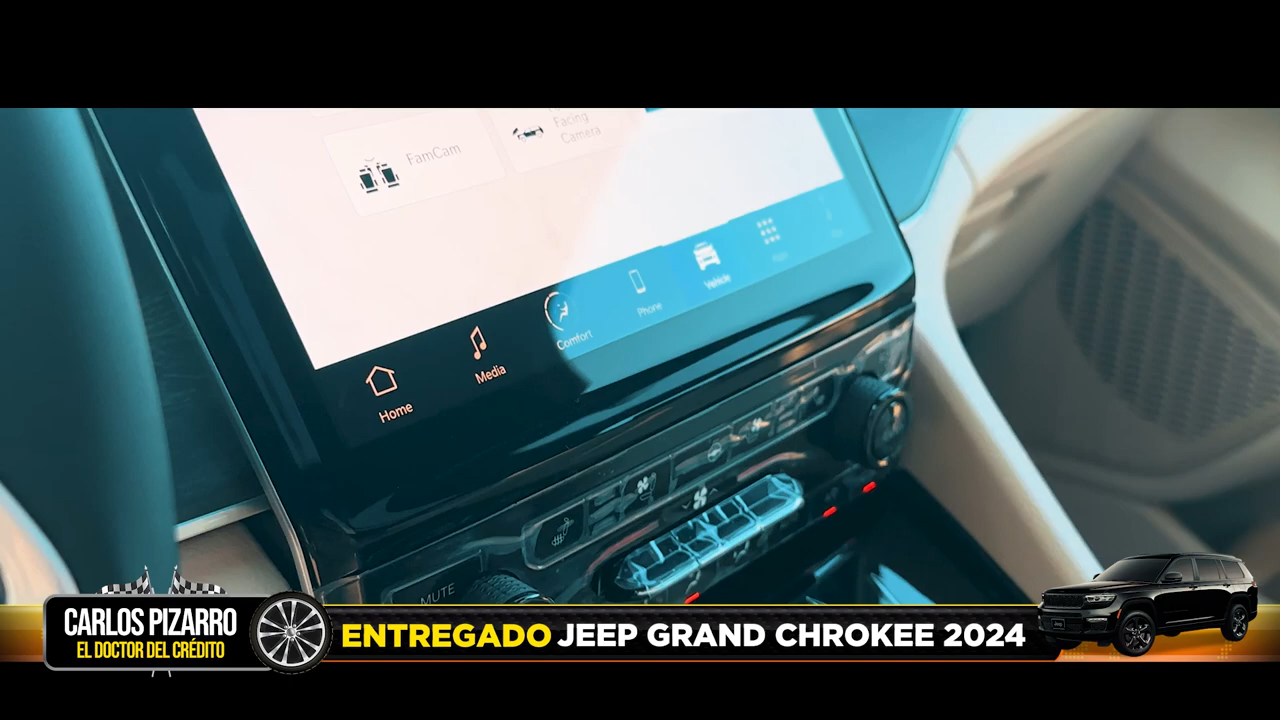 FamCam
Facing
Camera
Home
Media
Comfort
Phone
Vehicle
MUTE
CARLOS PIZARRO
EL DOCTOR DEL CRÉDITO
ENTREGADO JEEP GRAND CHROKEE 2024